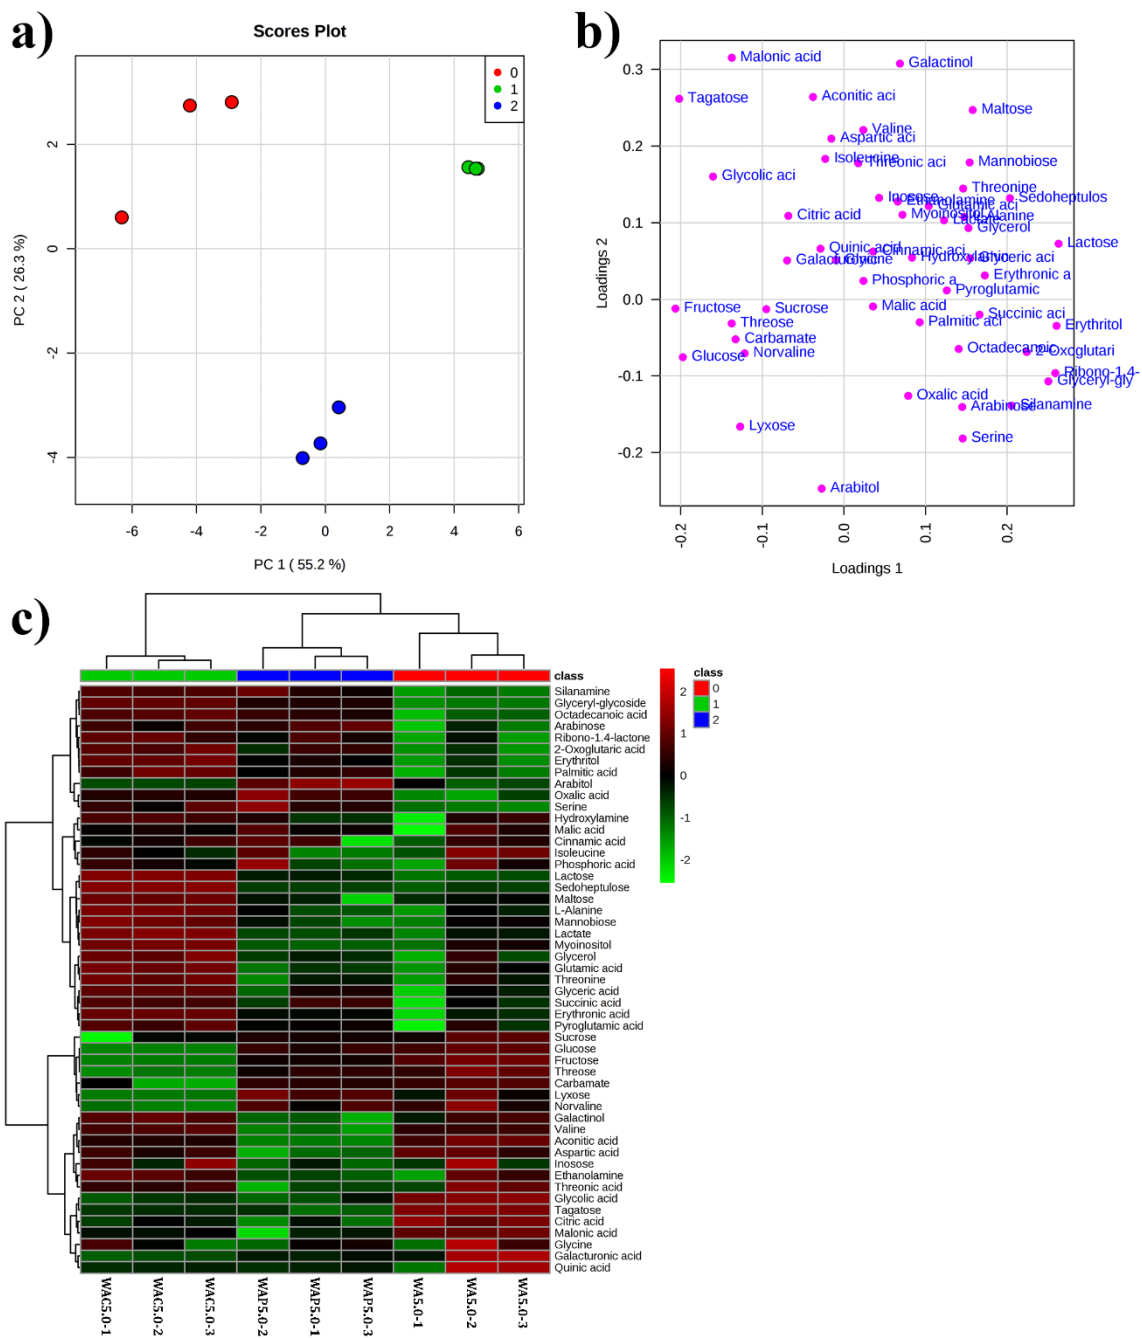 a)
Scores Plot
0
1
2
PC 2 ( 26.3 %)
2
0
-2
-4
-6
-4
-2
0
2
4
6
PC 1 ( 55.2 %)
b)
Loadings 2
0.3
0.2
0.1
0.0
-0.1
-0.2
-0.2
-0.1
0.0
0.1
0.2
Loadings 1
Malonic acid
Galactinol
Tagatose
Aconitic aci
Maltose
Valine
Aspartic aci
Isoleucine
Threonic aci
Mannobiose
Glycolic aci
Threonine
Inosose
Ethanolamine
Sedoheptulos
Glutamic aci
Citric acid
Myoinositol
Lactate
L-Alanine
Glycerol
Lactose
Quinic acid
Cinnamic aci
Galacturonic
Glycine
Hydroxylamin
Glyceric aci
Phosphoric a
Erythronic a
Pyroglutamic
Fructose
Sucrose
Malic acid
Threose
Palmitic aci
Succinic aci
Erythritol
Carbamate
Glucose
Norvaline
Octadecanoic
2-Oxoglutari
Ribono-1.4-
Glyceryl-gly
Oxalic acid
Arabinose
Silanamine
Lyxose
Serine
Arabitol
c)
class
Silanamine
Glyceryl-glycoside
Octadecanoic acid
Arabinose
Ribono-1.4-lactone
2-Oxoglutaric acid
Erythritol
Palmitic acid
Arabitol
Oxalic acid
Serine
Hydroxylamine
Malic acid
Cinnamic acid
Isoleucine
Phosphoric acid
Lactose
Sedoheptulose
Maltose
L-Alanine
Mannobiose
Lactate
Myoinositol
Glycerol
Glutamic acid
Threonine
Glyceric acid
Succinic acid
Erythronic acid
Pyroglutamic acid
Sucrose
Glucose
Fructose
Threose
Carbamate
Lyxose
Norvaline
Galactinol
Valine
Aconitic acid
Aspartic acid
Inosose
Ethanolamine
Threonic acid
Glycolic acid
Tagatose
Citric acid
Malonic acid
Glycine
Galacturonic acid
Quinic acid
WAC5.0-1
WAC5.0-2
WAC5.0-3
WAP5.0-2
WAP5.0-1
WAP5.0-3
WA5.0-1
WA5.0-2
WA5.0-3
2
1
0
-1
-2
class
0
1
2